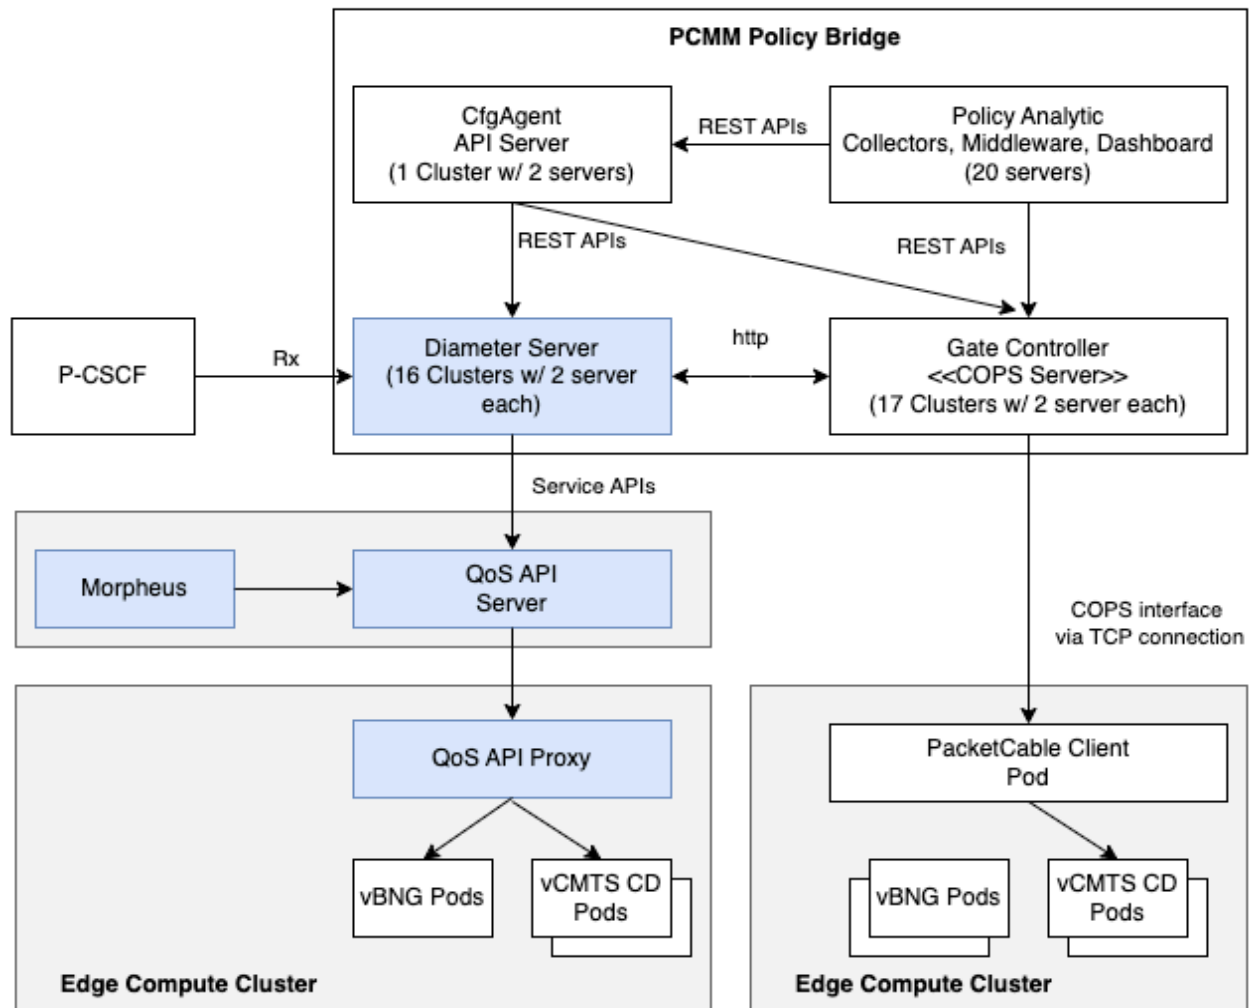 PCMM Policy Bridge
CfgAgent
API Server
(1 Cluster w/ 2 servers)
REST APIs
Policy Analytic
Collectors, Middleware, Dashboard
(20 servers)
REST APIs
REST APIs
P-CSCF
Rx
Diameter Server
(16 Clusters w/ 2 server
each)
http
Gate Controller
<<COPS Server>>
(17 Clusters w/ 2 server each)
Service APIs
Morpheus
QoS API
Server
COPS interface
via TCP connection
QoS API Proxy
PacketCable Client
Pod
vBNG Pods
vCMTS CD
Pods
vBNG Pods
vCMTS CD
Pods
Edge Compute Cluster
Edge Compute Cluster